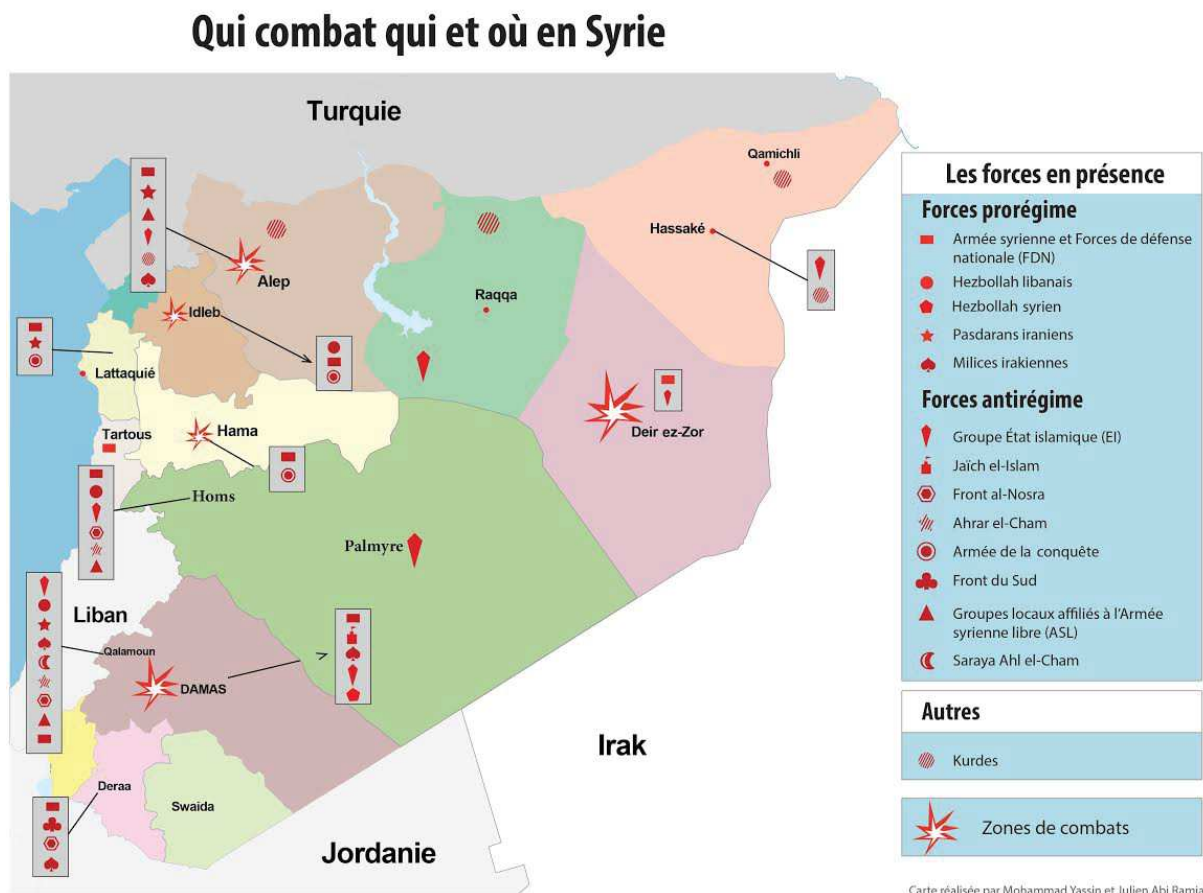 Qui combat qui et où en Syrie
Turquie
Qamichli
Hassaké
Alep
Idleb
Raqqa
Lattaquié
Deir ez-Zor
Tartous
Hama
Homs
Palmyre
Liban
Qalamoun
DAMAS
Irak
Deraa
Swaida
Jordanie
Les forces en présence
Forces prorégime
Armée syrienne et Forces de défense
nationale (FDN)
Hezbollah libanais
Hezbollah syrien
Pasdarans iraniens
Milices irakiennes
Forces antirégime
Groupe État islamique (EI)
Jaïch el-Islam
Front al-Nosra
Ahrar el-Cham
Armée de la conquête
Front du Sud
Groupes locaux affiliés à l'Armée
syrienne libre (ASL)
Saraya Ahl el-Cham
Autres
Kurdes
Zones de combats
Carte réalisée par Mohammad Yassin et Julien Abi Ramia